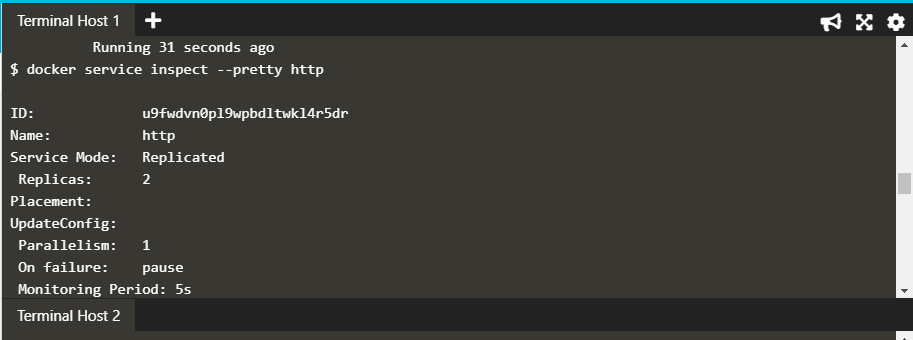 Terminal Host 1
Running 31 seconds ago
$ docker service inspect --pretty http
ID: u9fwdvn0pl9wpbdltwkl4r5dr
Name: http
Service Mode: Replicated
Replicas: 2
Placement:
UpdateConfig:
Parallelism: 1
On failure: pause
Monitoring Period: 5s
Terminal Host 2